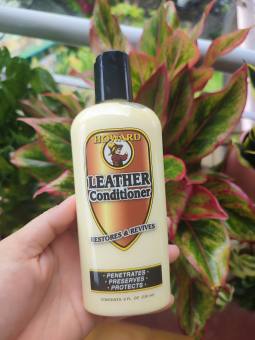 HOWARD
LEATHER
Conditioner
RESTORES & REVIVES
• PENETRATES •
PRESERVES
• PROTECTS •